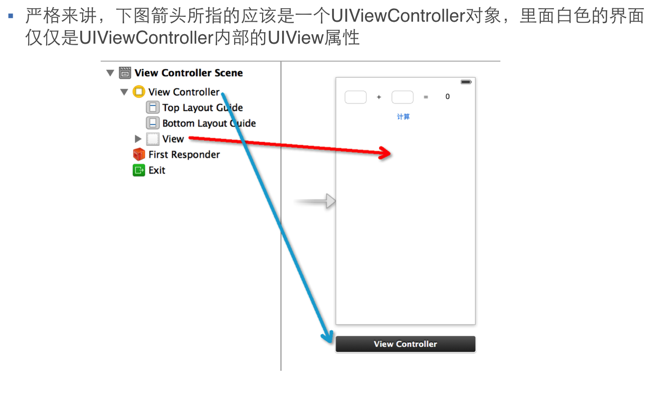 ▪ 严格来讲，下图箭头所指的应该是一个UIViewController对象，里面白色的界面
仅仅是UIViewController内部的UIView属性
View Controller Scene
View Controller
Top Layout Guide
Bottom Layout Guide
View
First Responder
Exit
+ = 0
计算
View Controller